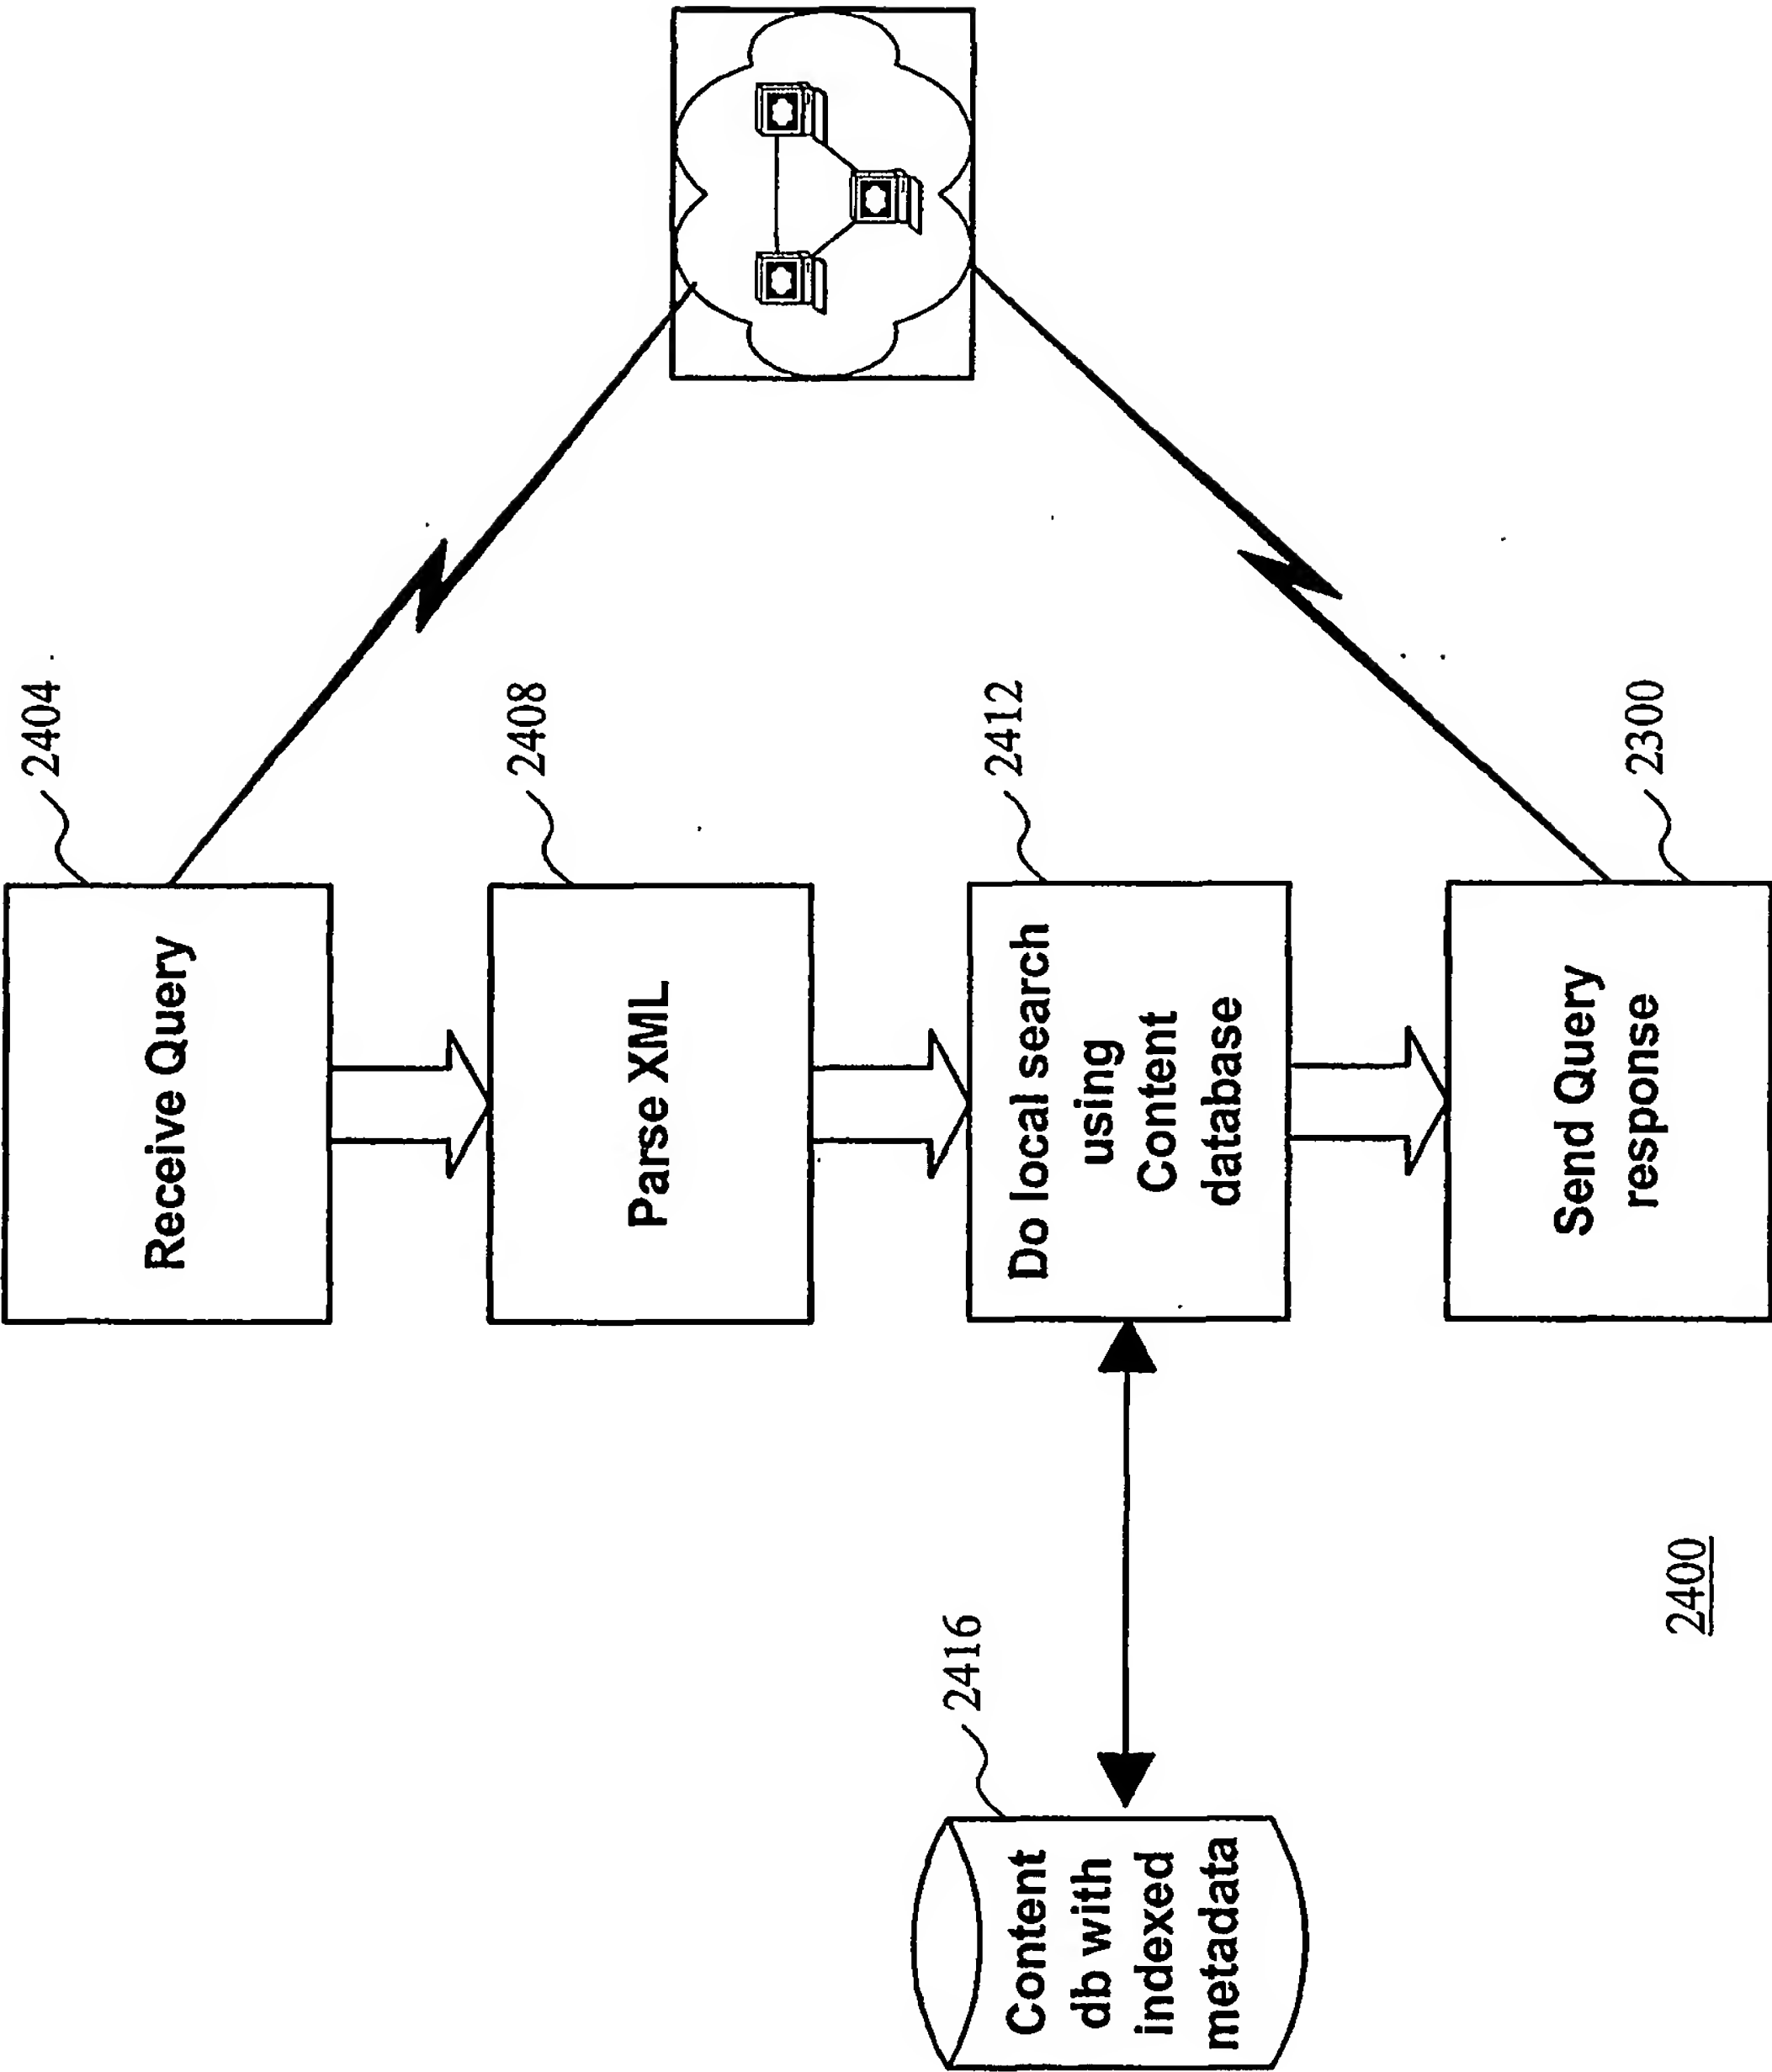 2404
Receive Query
2408
Parse XML
2412
Do local search
using
Content
database
2300
Send Query
response
2416
Content
db with
indexed
metadata
2400